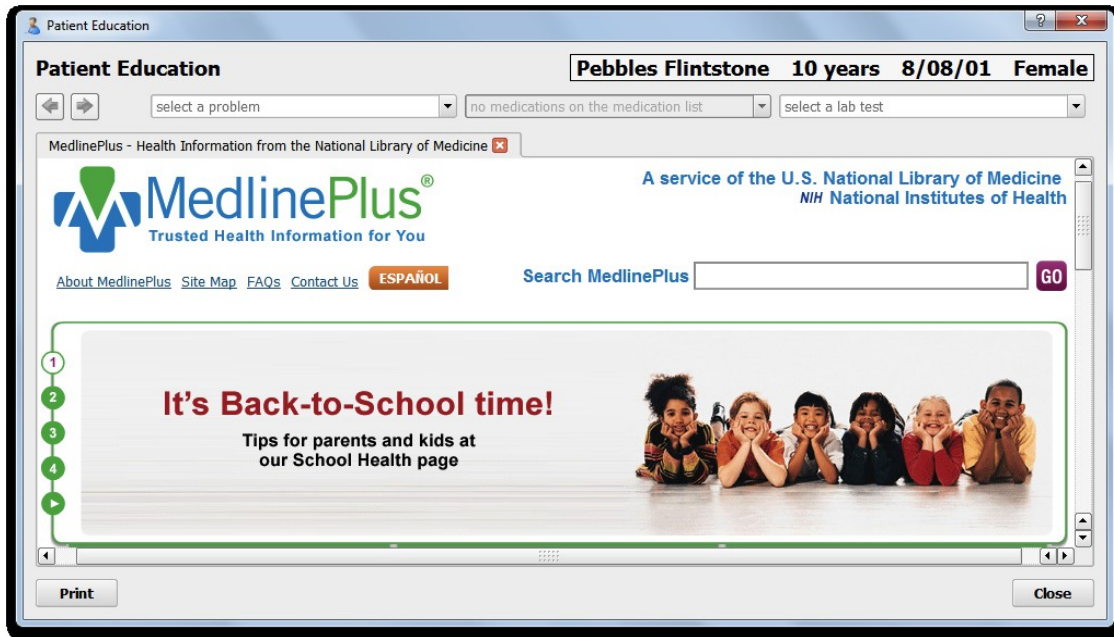 Patient Education
Patient Education
Pebbles Flintstone 10 years 8/08/01 Female
select a problem
no medications on the medication list
select a lab test
MedlinePlus - Health Information from the National Library of Medicine
MedlinePlus®
Trusted Health Information for You
A service of the U.S. National Library of Medicine
NIH National Institutes of Health
About MedlinePlus Site Map FAQs Contact Us ESPAÑOL
Search MedlinePlus GO
1
2
3
4
It's Back-to-School time!
Tips for parents and kids at
our School Health page
Print
Close